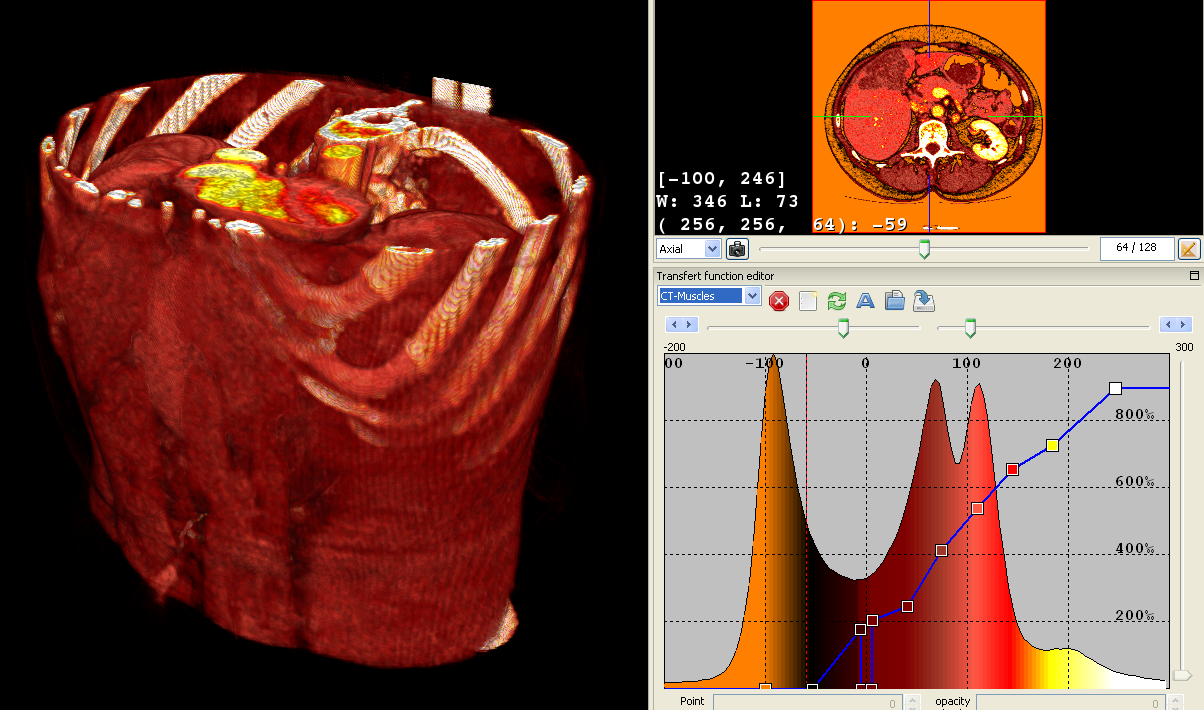 [-100, 246]
W: 346 L: 73
( 256, 256, 64): -59
Axial
64 / 128
Transfert function editor
CT-Muscles
-200
300
00 -100 0 100 200
800‰
600‰
400‰
200‰
Point 0 opacity 0